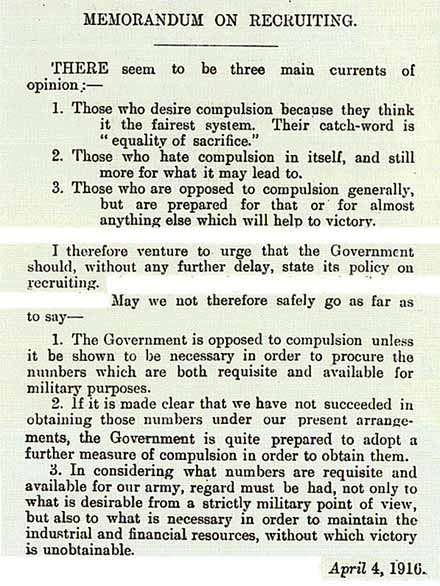 MEMORANDUM ON RECRUITING.
THERE seem to be three main currents of
opinion:—
1. Those who desire compulsion because they think
it the fairest system. Their catch-word is
“ equality of sacrifice.”
2. Those who hate compulsion in itself, and still
more for what it may lead to.
3. Those who are opposed to compulsion generally,
but are prepared for that or for almost
anything else which will help to victory.
I therefore venture to urge that the Government
should, without any further delay, state its policy on
recruiting.
May we not therefore safely go as far as
to say—
1. The Government is opposed to compulsion unless
it be shown to be necessary in order to procure the
numbers which are both requisite and available for
military purposes.
2. If it is made clear that we have not succeeded in
obtaining those numbers under our present arrange-
ments, the Government is quite prepared to adopt a
further measure of compulsion in order to obtain them.
3. In considering what numbers are requisite and
available for our army, regard must be had, not only to
what is desirable from a strictly military point of view,
but also to what is necessary in order to maintain the
industrial and financial resources, without which victory
is unobtainable.
April 4, 1916.